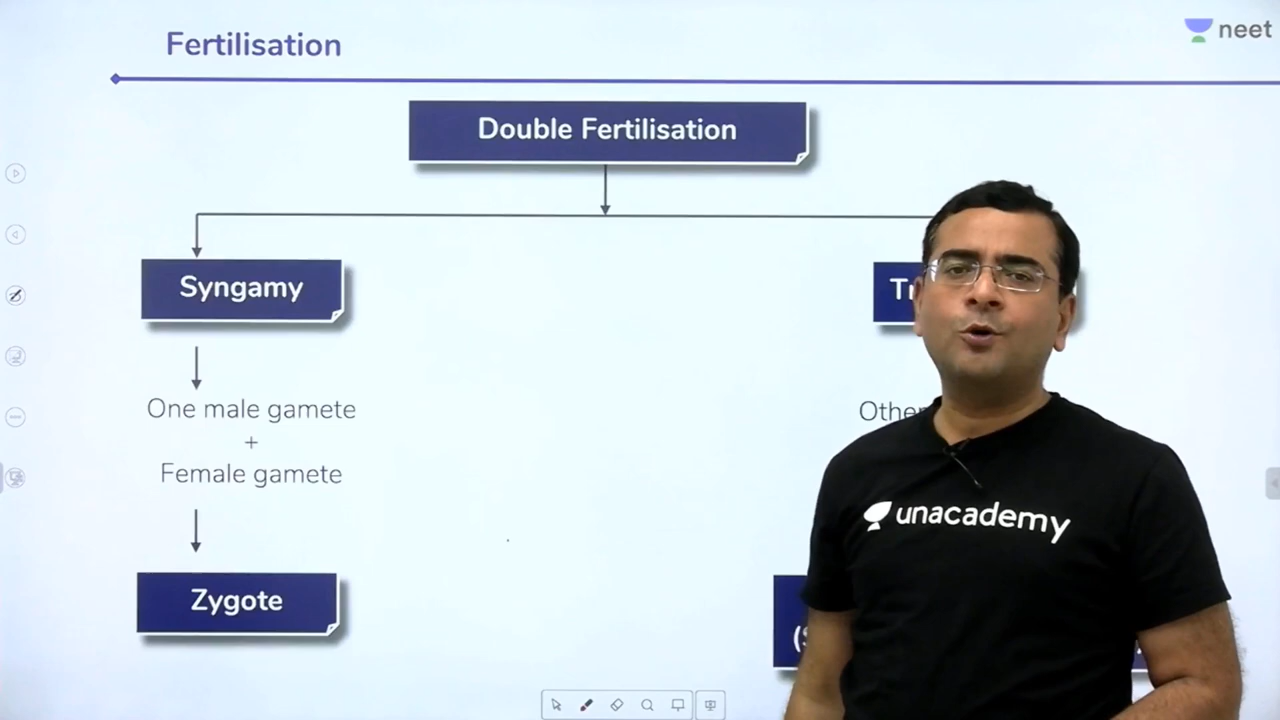 Fertilisation
neet
Double Fertilisation
Syngamy
One male gamete
+
Female gamete
Zygote
unacademy